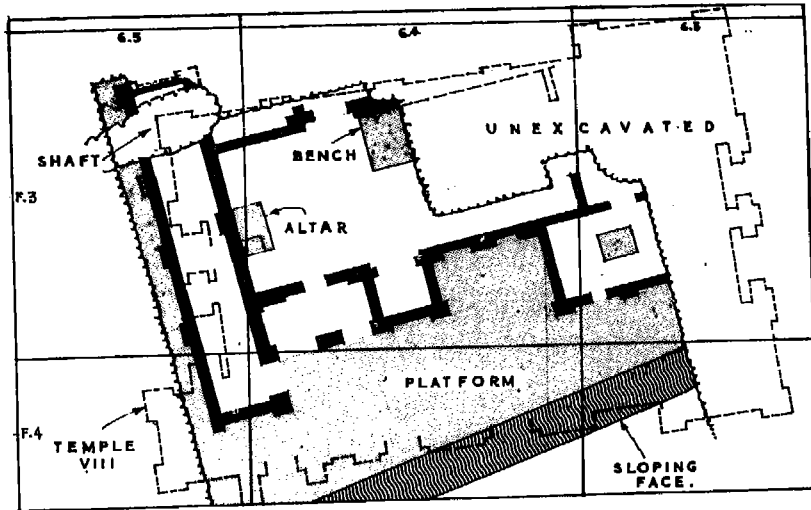 6.5
6.4
6.3
UNEXCAVATED
SHAFT
BENCH
F.3
ALTAR
PLATFORM
F.4
TEMPLE
VIII
SLOPING
FACE.